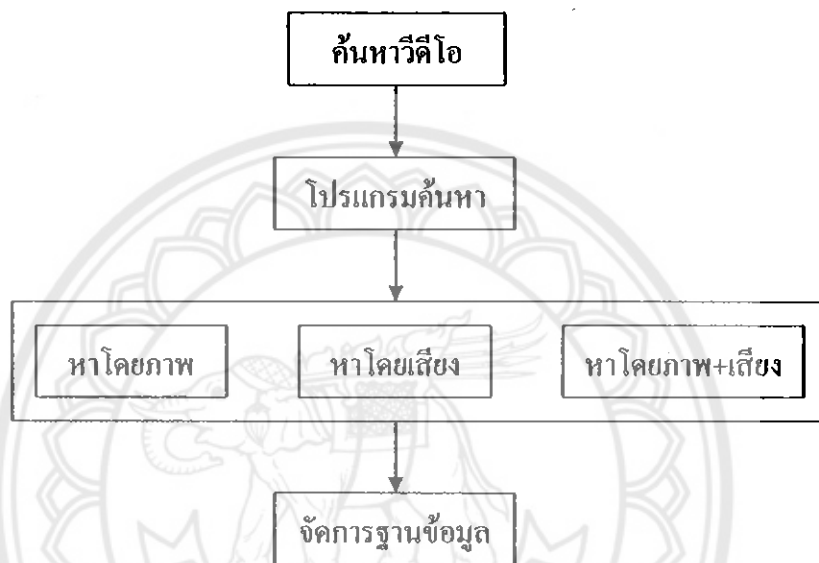 ค้นหาวีดีโอ
โปรแกรมค้นหา
หาโดยภาพ
หาโดยเสียง
หาโดยภาพ+เสียง
จัดการฐานข้อมูล